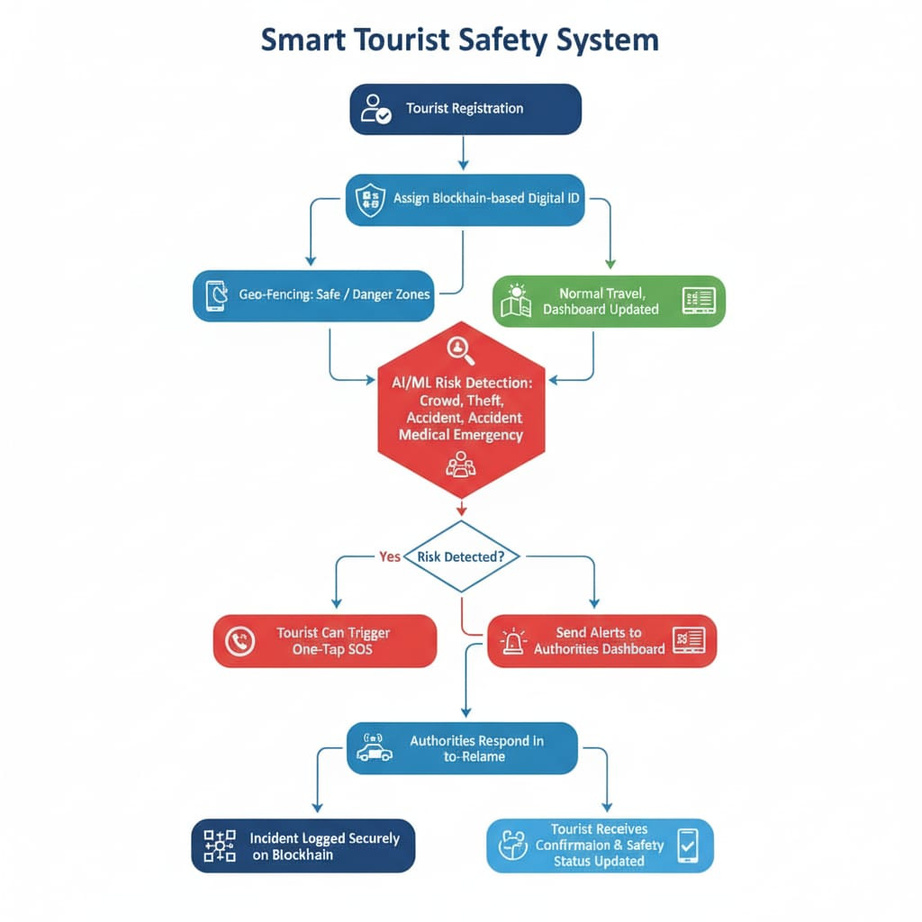 Smart Tourist Safety System
Tourist Registration
Assign Blockhain-based Digital ID
Geo-Fencing: Safe / Danger Zones
Normal Travel,
Dashboard Updated
AI/ML Risk Detection:
Crowd, Theft,
Accident, Accident
Medical Emergency
Yes
Risk Detected?
Tourist Can Trigger
One-Tap SOS
Send Alerts to
Authorities Dashboard
Authorities Respond in
to-Relame
Incident Logged Securely
on Blockhain
Tourist Receives
Confirmaion & Safety
Status Updated